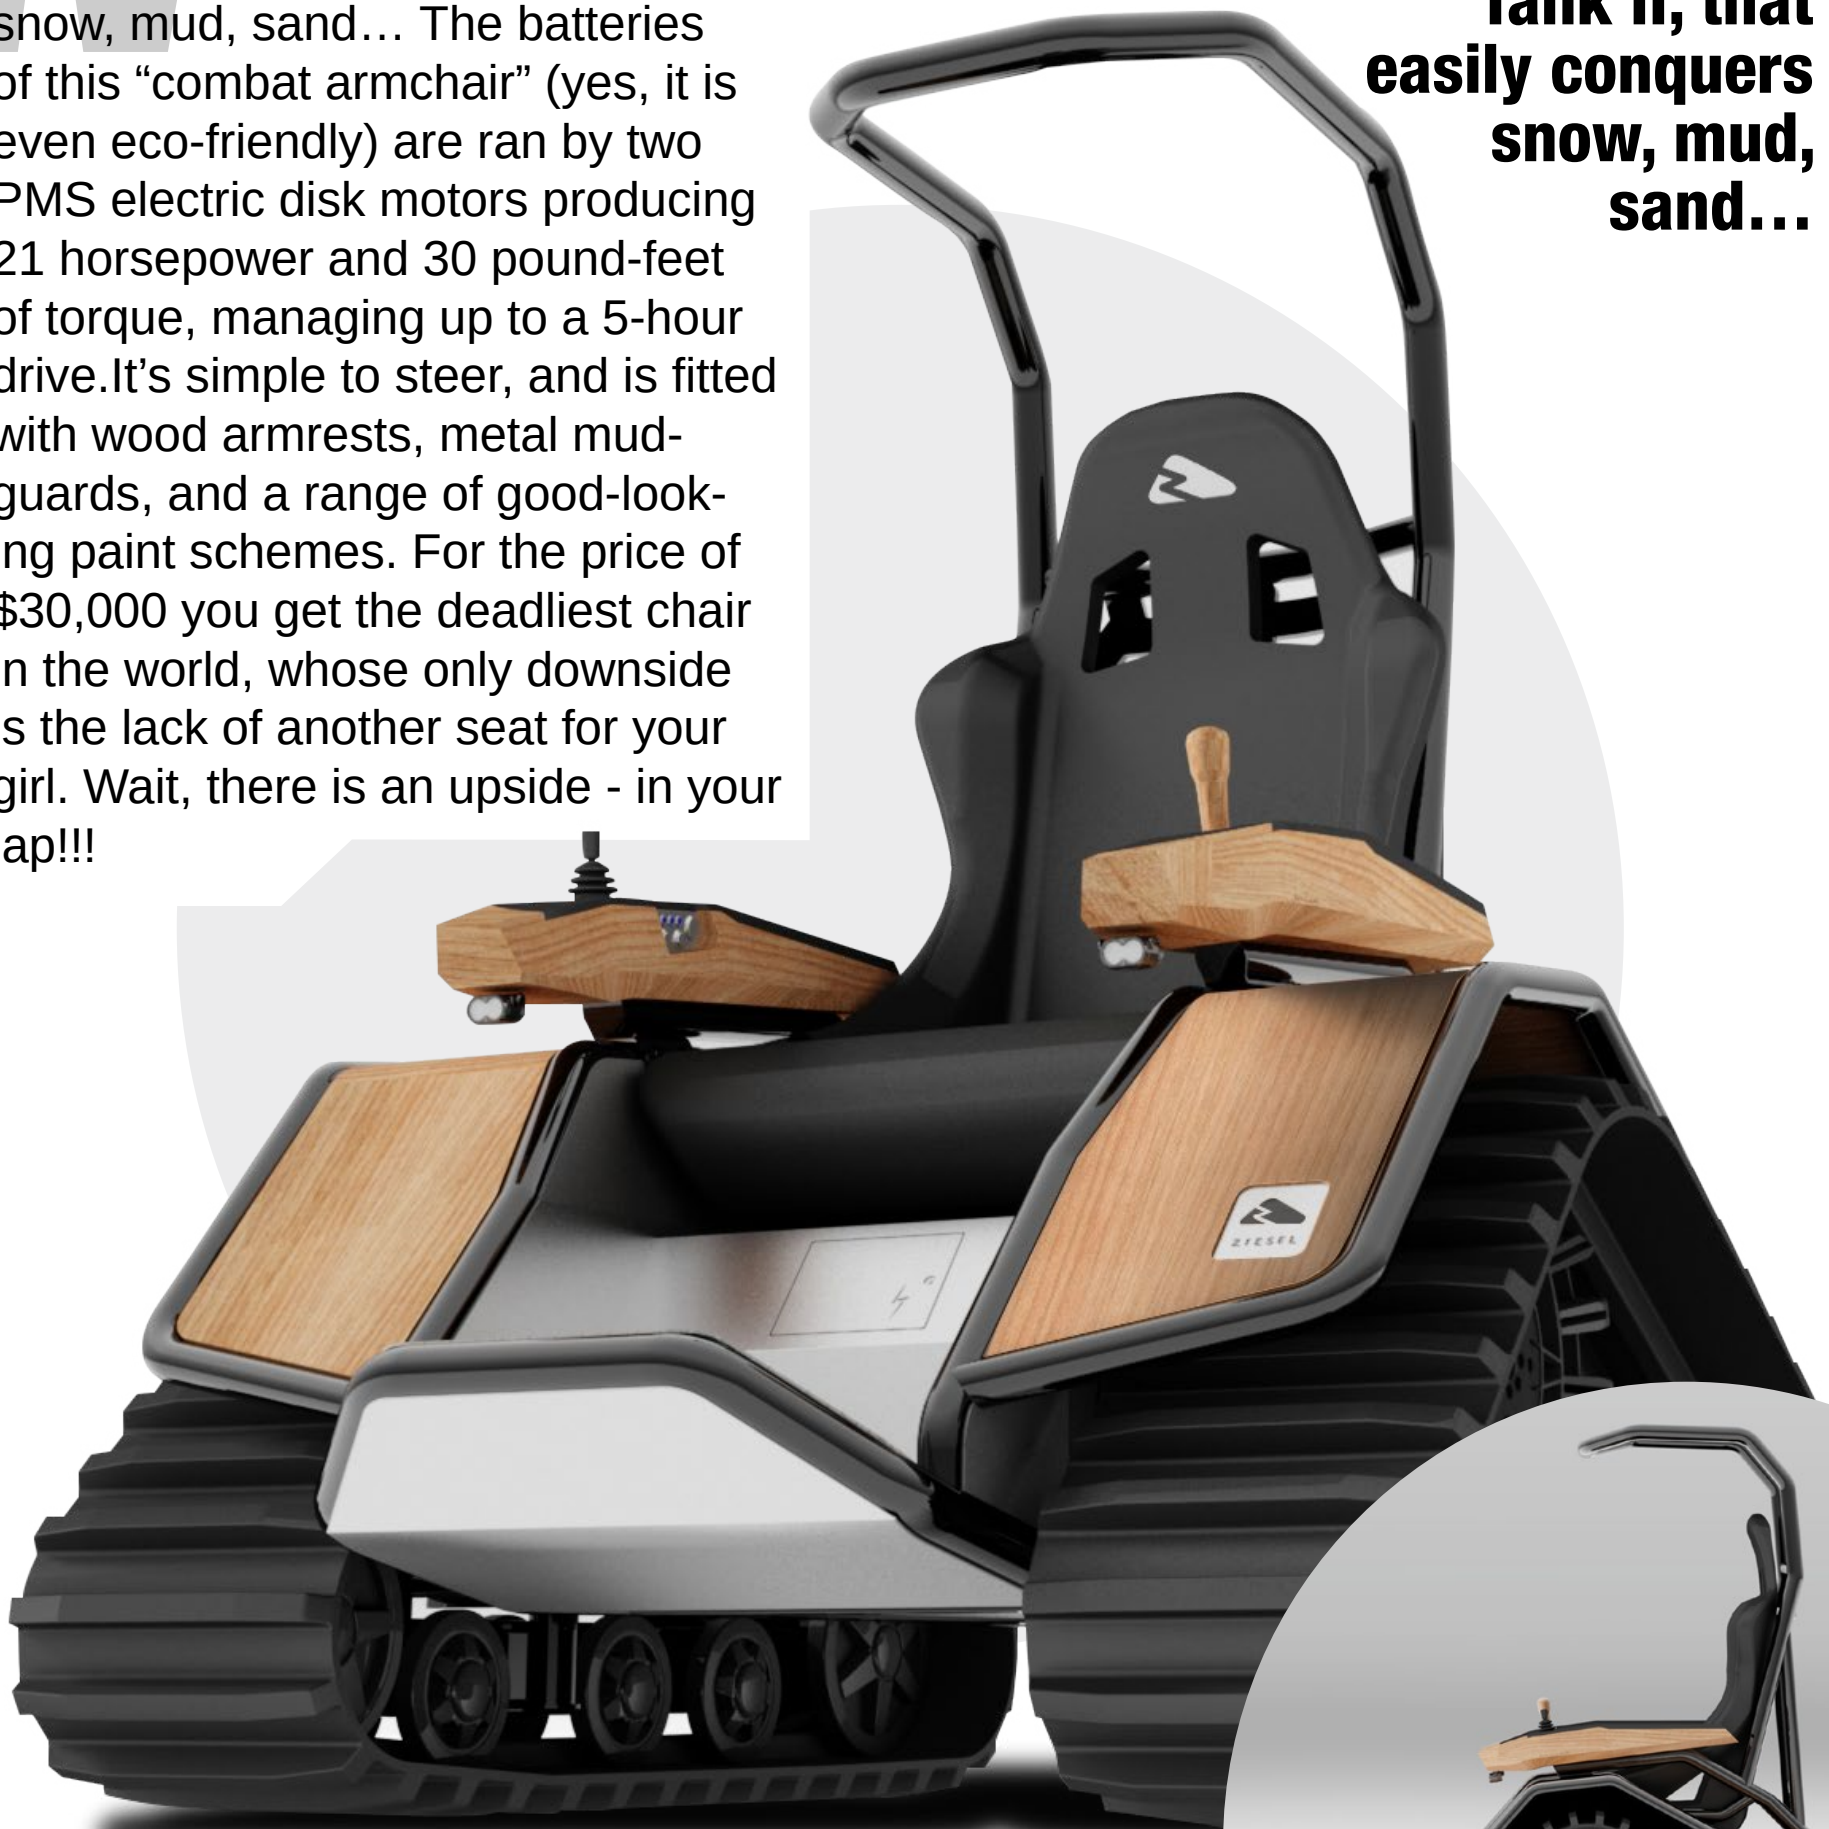 snow, mud, sand… The batteries
of this “combat armchair” (yes, it is
even eco-friendly) are ran by two
PMS electric disk motors producing
21 horsepower and 30 pound-feet
of torque, managing up to a 5-hour
drive.It’s simple to steer, and is fitted
with wood armrests, metal mud-
guards, and a range of good-look-
ing paint schemes. For the price of
$30,000 you get the deadliest chair
in the world, whose only downside
is the lack of another seat for your
girl. Wait, there is an upside - in your
lap!!!
that
easily conquers
snow, mud,
sand…
ZIESEL